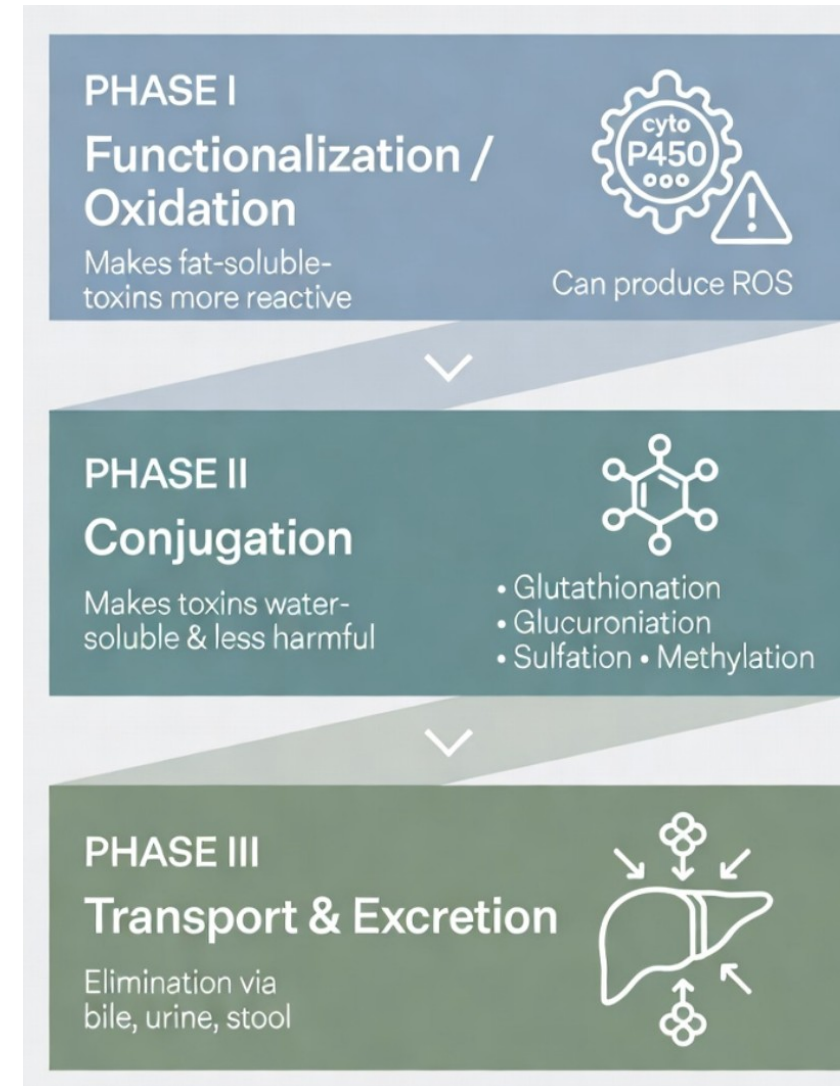 PHASE I
Functionalization /
Oxidation
Makes fat-soluble-
toxins more reactive
cyto
P450
Can produce ROS
PHASE II
Conjugation
Makes toxins water-
soluble & less harmful
• Glutathionation
• Glucuroniation
• Sulfation • Methylation
PHASE III
Transport & Excretion
Elimination via
bile, urine, stool